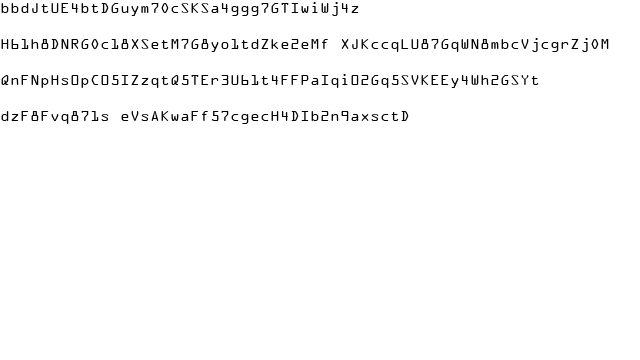 bbdJtUE4btDGuym70cSKSa4ggg7GTIwiWj4z
H61h8DNRG0c18XSetM7G8yo1tdZke2eMf XJKccqLU87GqWN8mbcVjcgrZj0M
QnFNpHsOpCO5IZzqtQ5TEr3U61t4FFPaIqiO2Gq5SVKEEy4Wh2GSYt
dzF8Fvq871s eVsAKwaFf57cgecH4DIb2n9axsctD